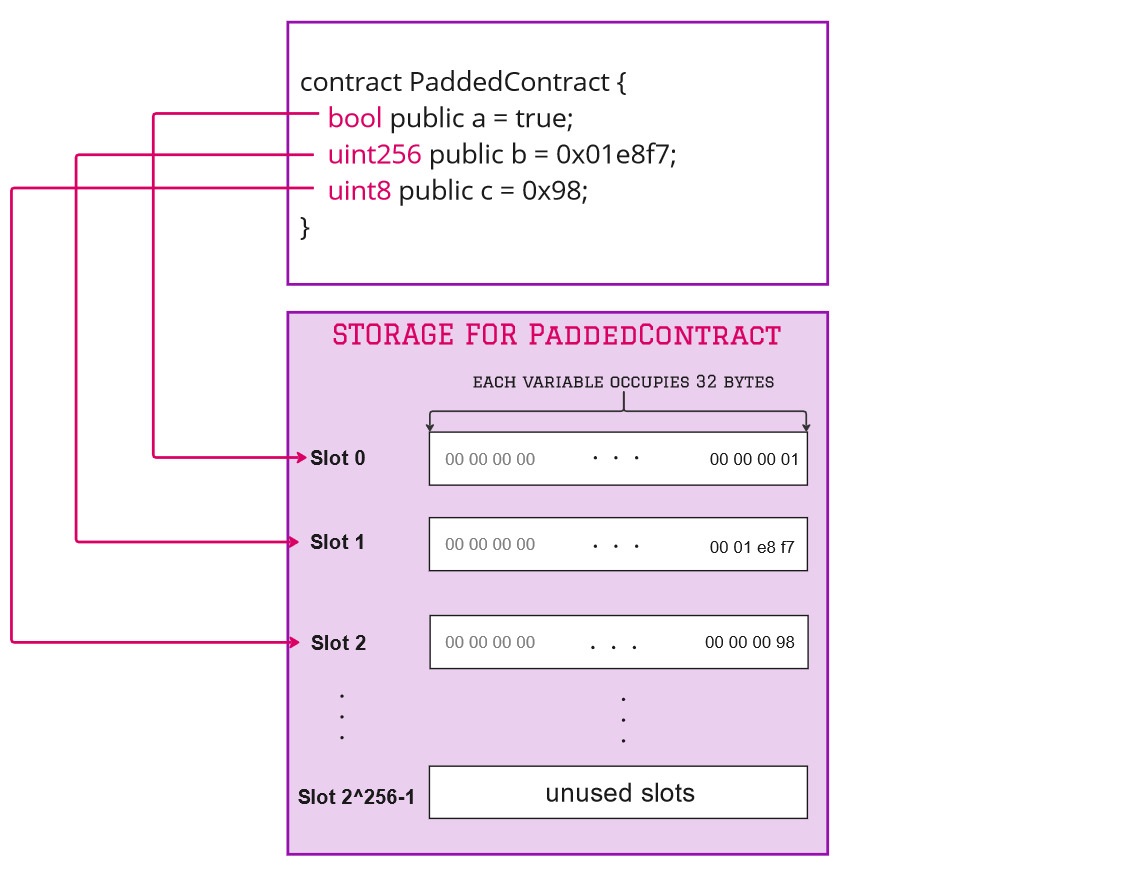 contract PaddedContract {
bool public a = true;
uint256 public b = 0x01e8f7;
uint8 public c = 0x98;
}
STORAGE FOR PADDEDCONTRACT
EACH VARIABLE OCCUPIES 32 BYTES
Slot 0 00 00 00 00 . . . 00 00 00 01
Slot 1 00 00 00 00 . . . 00 01 e8 f7
Slot 2 00 00 00 00 . . . 00 00 00 98
Slot 2^256-1 unused slots